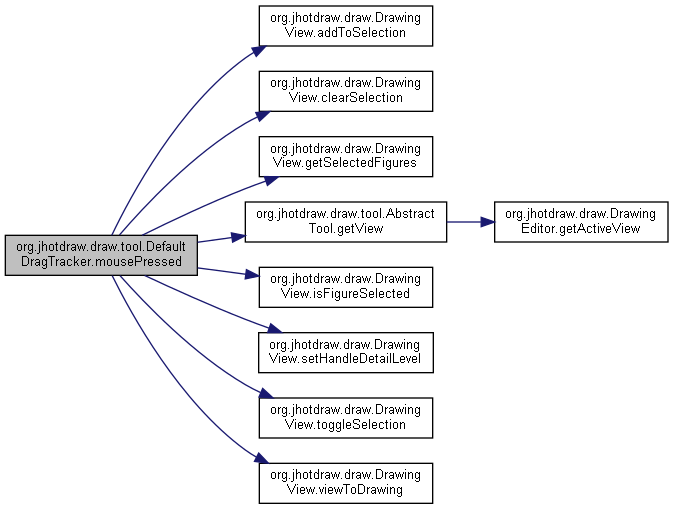 org.jhotdraw.draw.Drawing
View.addToSelection
org.jhotdraw.draw.Drawing
View.clearSelection
org.jhotdraw.draw.Drawing
View.getSelectedFigures
org.jhotdraw.draw.tool.Abstract
Tool.getView
org.jhotdraw.draw.Drawing
Editor.getActiveView
org.jhotdraw.draw.tool.Default
DragTracker.mousePressed
org.jhotdraw.draw.Drawing
View.isFigureSelected
org.jhotdraw.draw.Drawing
View.setHandleDetailLevel
org.jhotdraw.draw.Drawing
View.toggleSelection
org.jhotdraw.draw.Drawing
View.viewToDrawing